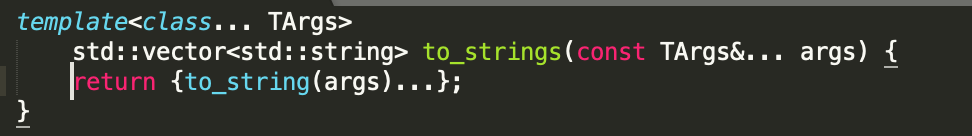 template<class... TArgs>
    std::vector<std::string> to_strings(const TArgs&... args) {
    return {to_string(args)...};
}